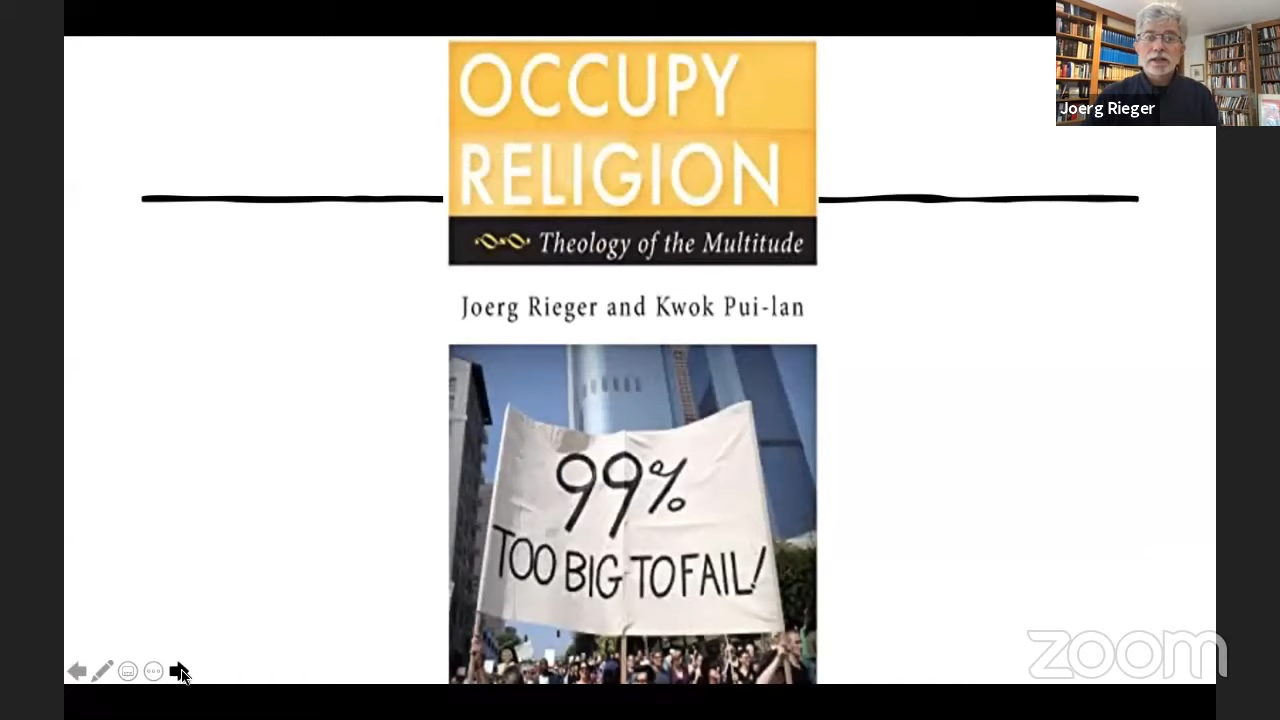 OCCUPY
RELIGION
Theology of the Multitude
Joerg Rieger and Kwok Pui-lan
99%
TOO BIG TO FAIL!
Joerg Rieger
zoom